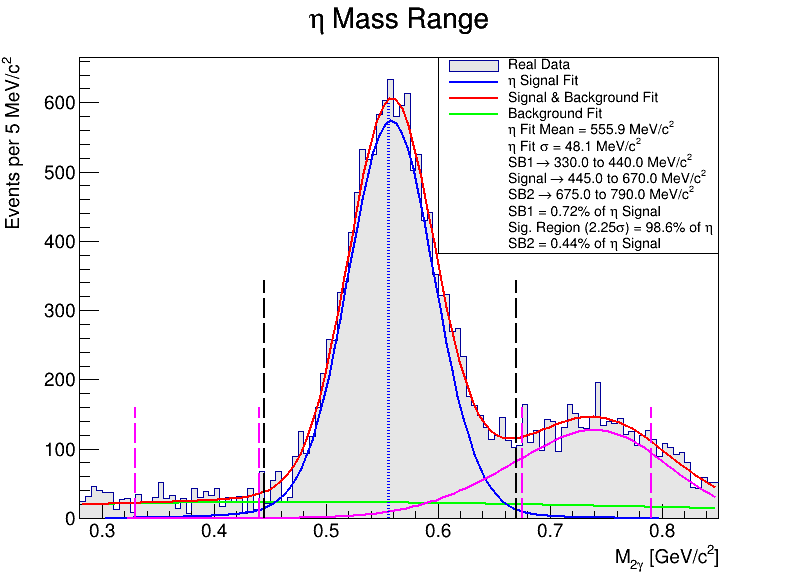 η Mass Range
Events per 5 MeV/c²
600
500
400
300
200
100
0
Real Data
η Signal Fit
Signal & Background Fit
Background Fit
η Fit Mean = 555.9 MeV/c²
η Fit σ = 48.1 MeV/c²
SB1 → 330.0 to 440.0 MeV/c²
Signal → 445.0 to 670.0 MeV/c²
SB2 → 675.0 to 790.0 MeV/c²
SB1 = 0.72% of η Signal
Sig. Region (2.25σ) = 98.6% of η
SB2 = 0.44% of η Signal
0.3 0.4 0.5 0.6 0.7 0.8
M₂γ [GeV/c²]